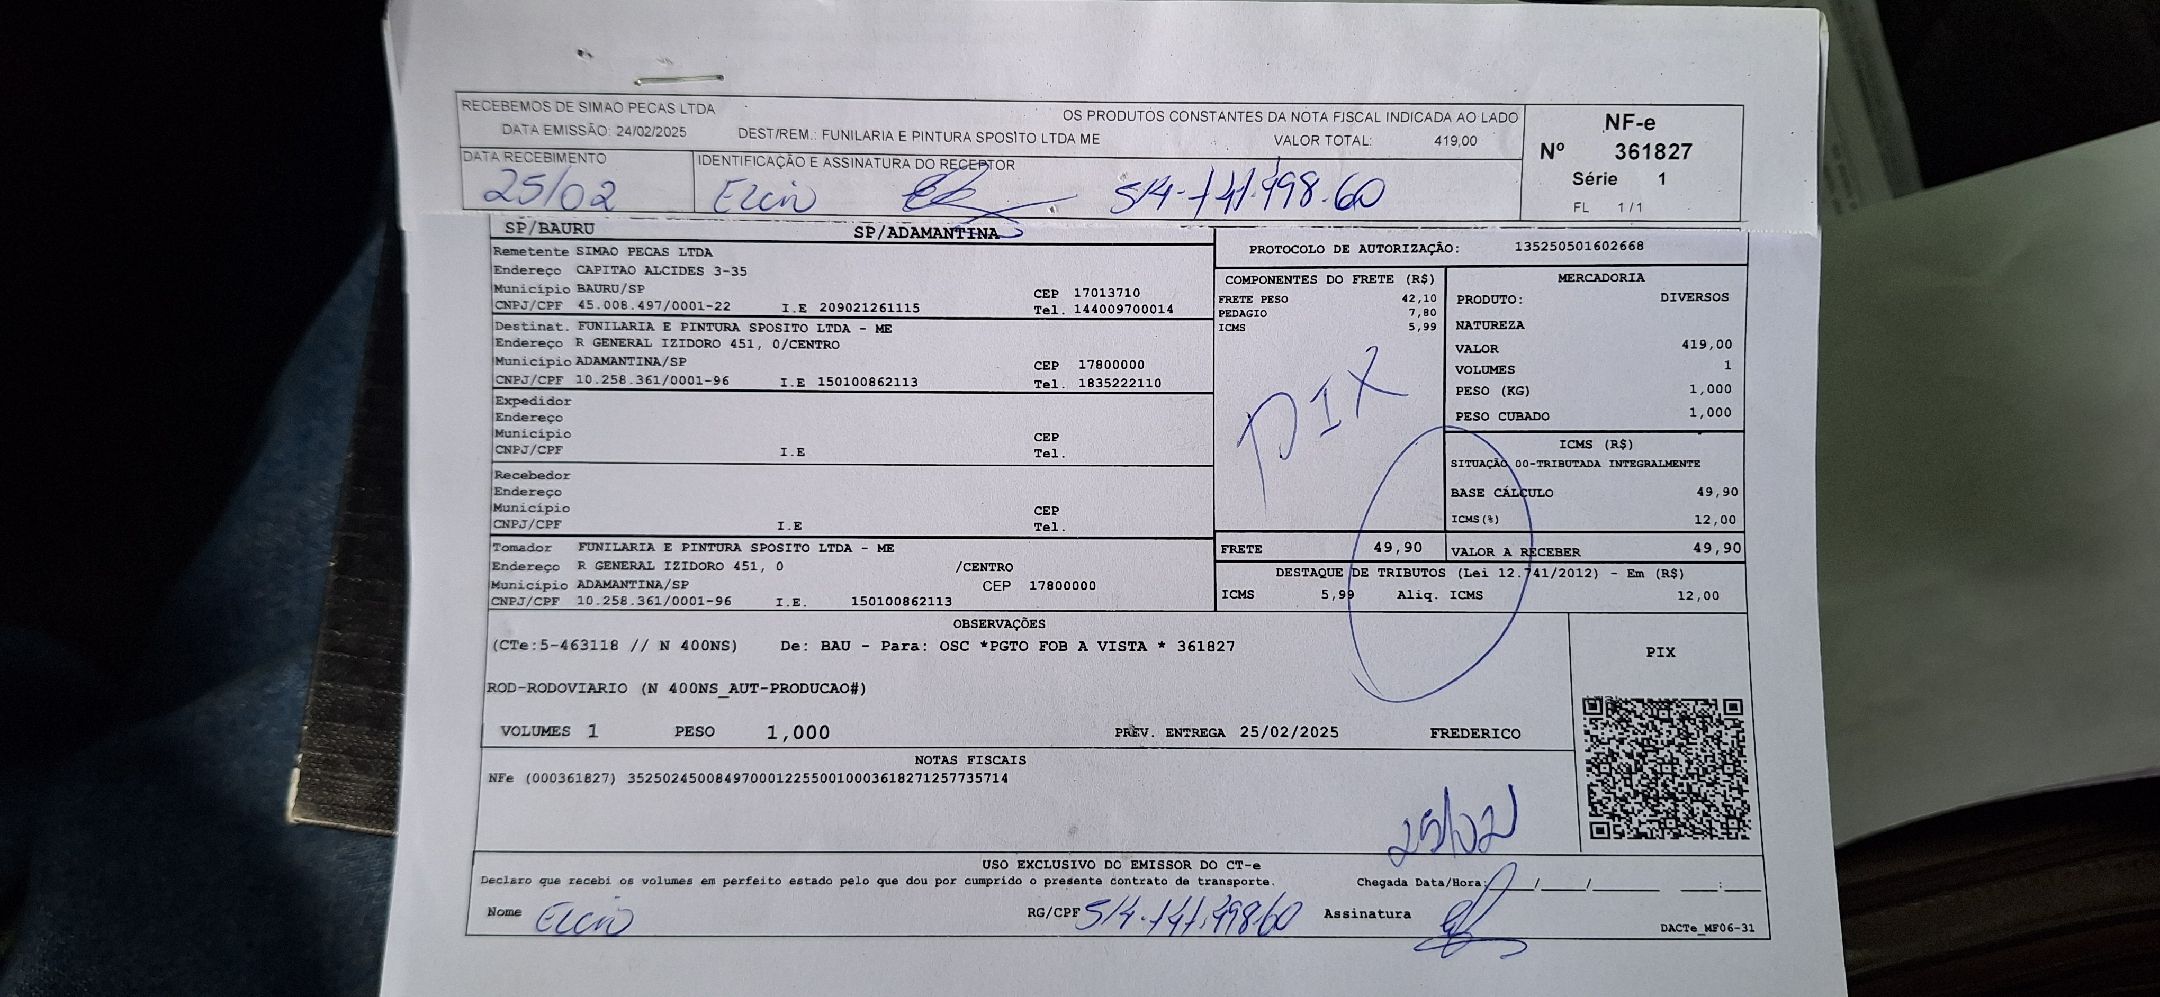 RECEBEMOS DE SIMAO PECAS LTDA OS PRODUTOS CONSTANTES DA NOTA FISCAL INDICADA AO LADO
DATA EMISSÃO: 24/02/2025 DEST/REM.: FUNILARIA E PINTURA SPOSITO LTDA ME VALOR TOTAL: 419,00
NF-e
Nº 361827
Série 1
FL 1/1
DATA RECEBIMENTO IDENTIFICAÇÃO E ASSINATURA DO RECEPTOR
25/02 Elcio 514.141.498.60
SP/BAURU SP/ADAMANTINA
Remetente SIMAO PECAS LTDA
Endereço CAPITAO ALCIDES 3-35
Município BAURU/SP CEP 17013710
CNPJ/CPF 45.008.497/0001-22 I.E 209021261115 Tel. 144009700014
Destinat. FUNILARIA E PINTURA SPOSITO LTDA - ME
Endereço R GENERAL IZIDORO 451, 0/CENTRO
Município ADAMANTINA/SP CEP 17800000
CNPJ/CPF 10.258.361/0001-96 I.E 150100862113 Tel. 1835222110
Expedidor
Endereço
Município CEP
CNPJ/CPF I.E Tel.
Recebedor
Endereço
Município CEP
CNPJ/CPF I.E Tel.
Tomador FUNILARIA E PINTURA SPOSITO LTDA - ME
Endereço R GENERAL IZIDORO 451, 0 /CENTRO
Município ADAMANTINA/SP CEP 17800000
CNPJ/CPF 10.258.361/0001-96 I.E. 150100862113
PROTOCOLO DE AUTORIZAÇÃO: 135250501602668
COMPONENTES DO FRETE (R$)
FRETE PESO 42,10
PEDAGIO 7,80
ICMS 5,99
PIX
MERCADORIA
PRODUTO: DIVERSOS
NATUREZA
VALOR 419,00
VOLUMES 1
PESO (KG) 1,000
PESO CUBADO 1,000
ICMS (R$)
SITUAÇÃO 00-TRIBUTADA INTEGRALMENTE
BASE CÁLCULO 49,90
ICMS(%) 12,00
FRETE 49,90 VALOR A RECEBER 49,90
DESTAQUE DE TRIBUTOS (Lei 12.741/2012) - Em (R$)
ICMS 5,99 Aliq. ICMS 12,00
OBSERVAÇÕES
(CTe:5-463118 // N 400NS) De: BAU - Para: OSC *PGTO FOB A VISTA * 361827
ROD-RODOVIARIO (N 400NS_AUT-PRODUCAO#)
VOLUMES 1 PESO 1,000 PREV. ENTREGA 25/02/2025 FREDERICO
PIX
NOTAS FISCAIS
NFe (000361827) 35250245008497000122550010003618271257735714
25/02
USO EXCLUSIVO DO EMISSOR DO CT-e
Declaro que recebi os volumes em perfeito estado pelo que dou por cumprido o presente contrato de transporte. Chegada Data/Hora: __/__/____ __:__
Nome Elcio RG/CPF 514.141.498.60 Assinatura
DACTe_MF06-31